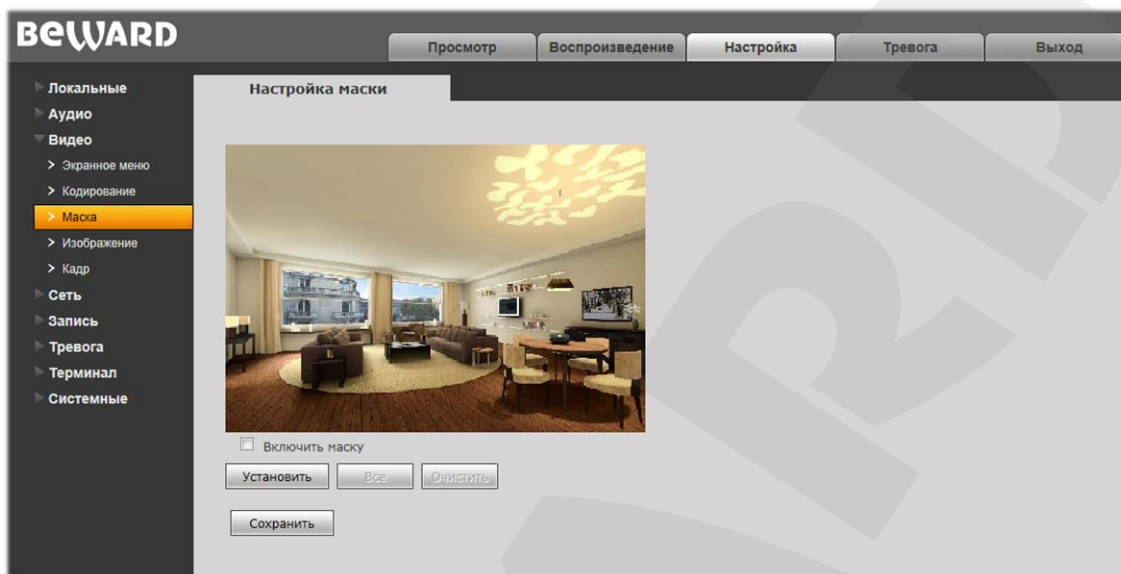 BEWARD
Просмотр
Воспроизведение
Настройка
Тревога
Выход
Локальные
Аудио
Видео
Экранное меню
Кодирование
Маска
Изображение
Кадр
Сеть
Запись
Тревога
Терминал
Системные
Настройка маски
Включить маску
Установить
Все
Очистить
Сохранить